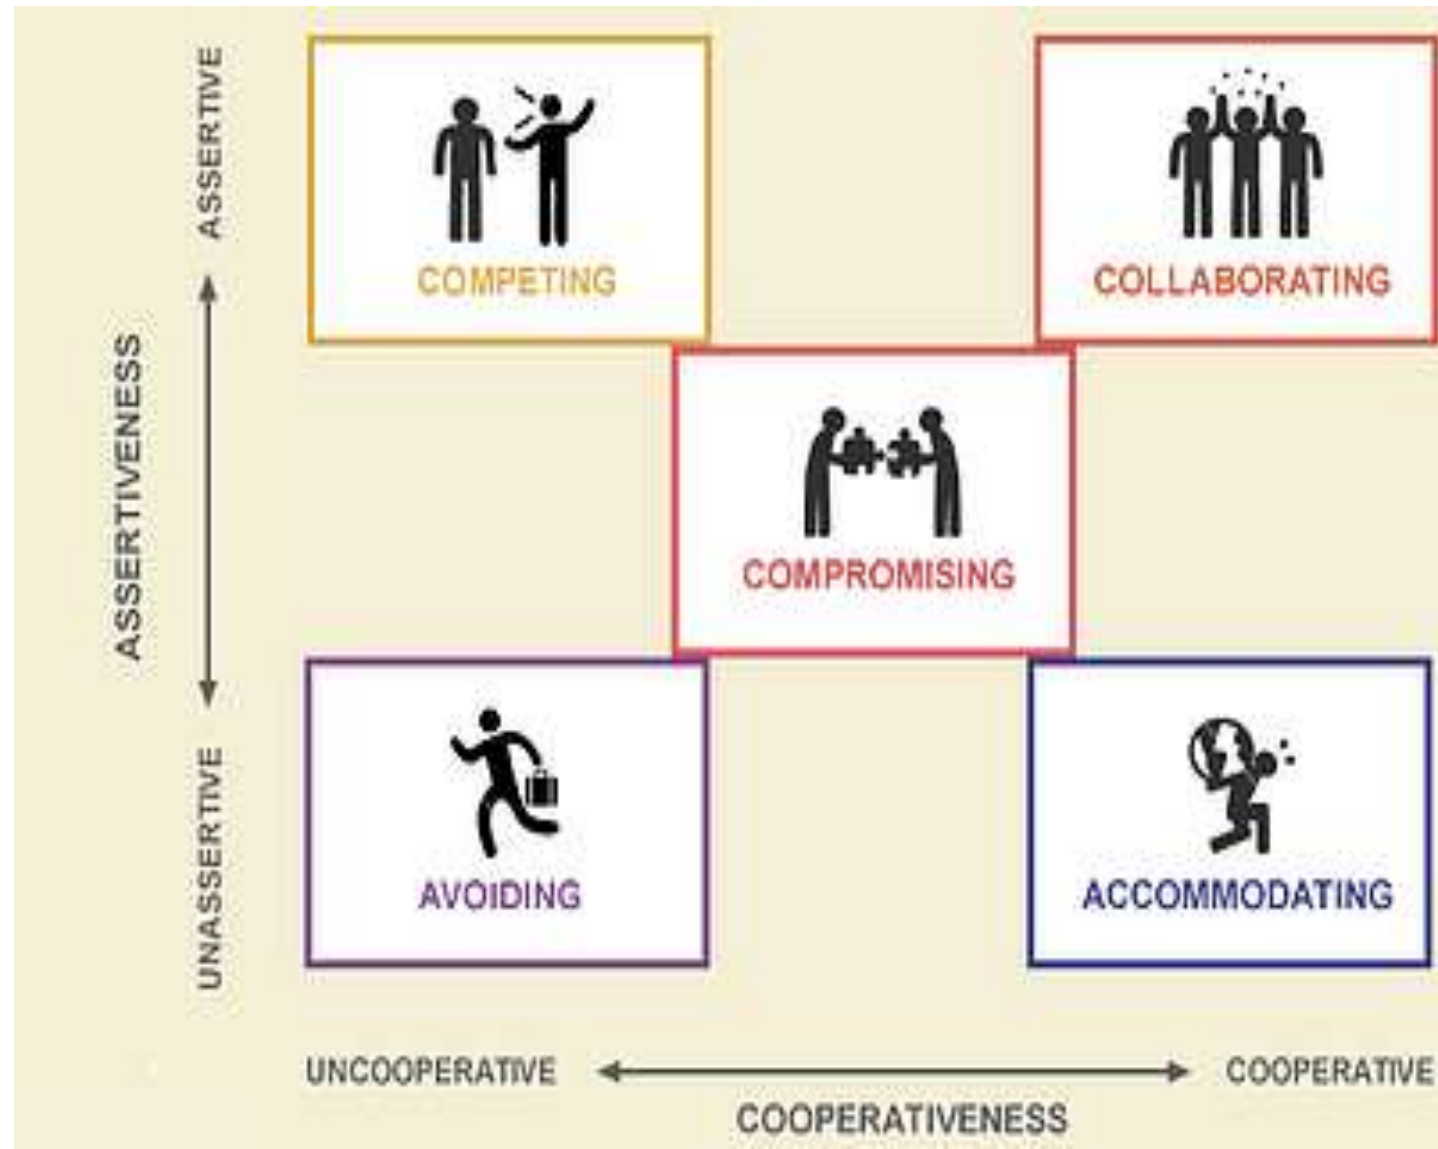 ASSERTIVE
COMPETING
COLLABORATING
ASSERTIVENESS
COMPROMISING
UNASSERTIVE
AVOIDING
ACCOMMODATING
UNCOOPERATIVE
COOPERATIVE
COOPERATIVENESS